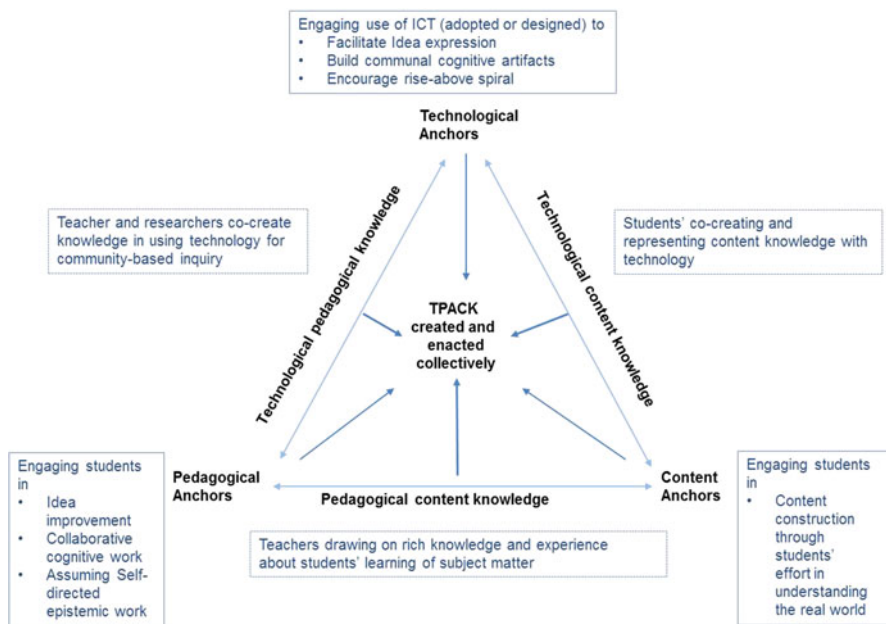 Engaging use of ICT (adopted or designed) to
• Facilitate Idea expression
• Build communal cognitive artifacts
• Encourage rise-above spiral
Technological
Anchors
Technological pedagogical knowledge
Technological content knowledge
Teacher and researchers co-create
knowledge in using technology for
community-based inquiry
Students' co-creating and
representing content knowledge with
technology
TPACK
created and
enacted
collectively
Engaging students
in
• Idea
improvement
• Collaborative
cognitive work
• Assuming Self-
directed
epistemic work
Pedagogical
Anchors
Pedagogical content knowledge
Content
Anchors
Engaging students
in
• Content
construction
through
students'
effort in
understanding
the real world
Teachers drawing on rich knowledge and experience
about students' learning of subject matter